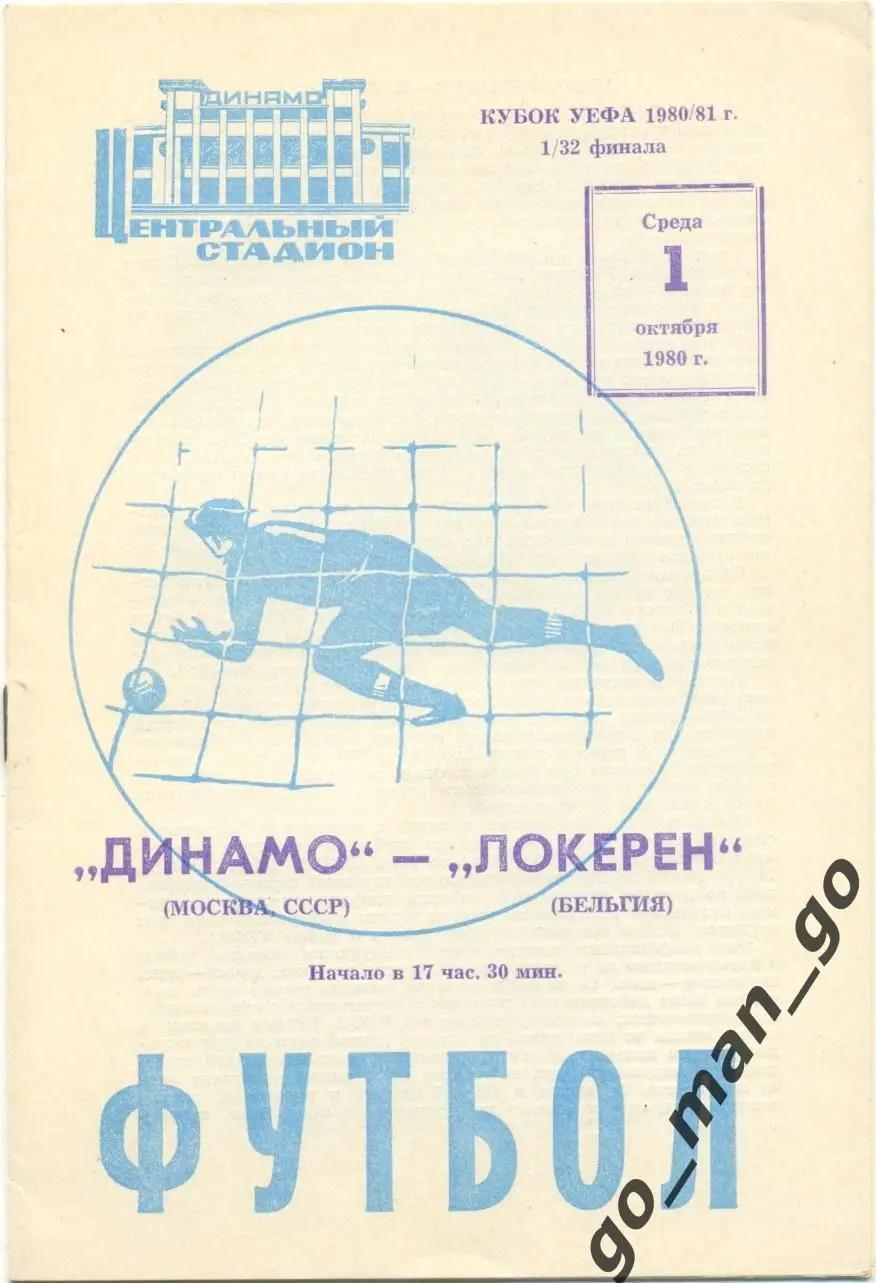 ДИНАМО
ЦЕНТРАЛЬНЫЙ
СТАДИОН
КУБОК УЕФА 1980/81 г.
1/32 финала
Среда
1
октября
1980 г.
„ДИНАМО“ — „ЛОКЕРЕН“
(МОСКВА, СССР) (БЕЛЬГИЯ)
Начало в 17 час. 30 мин.
ФУТБОЛ
go_man_go